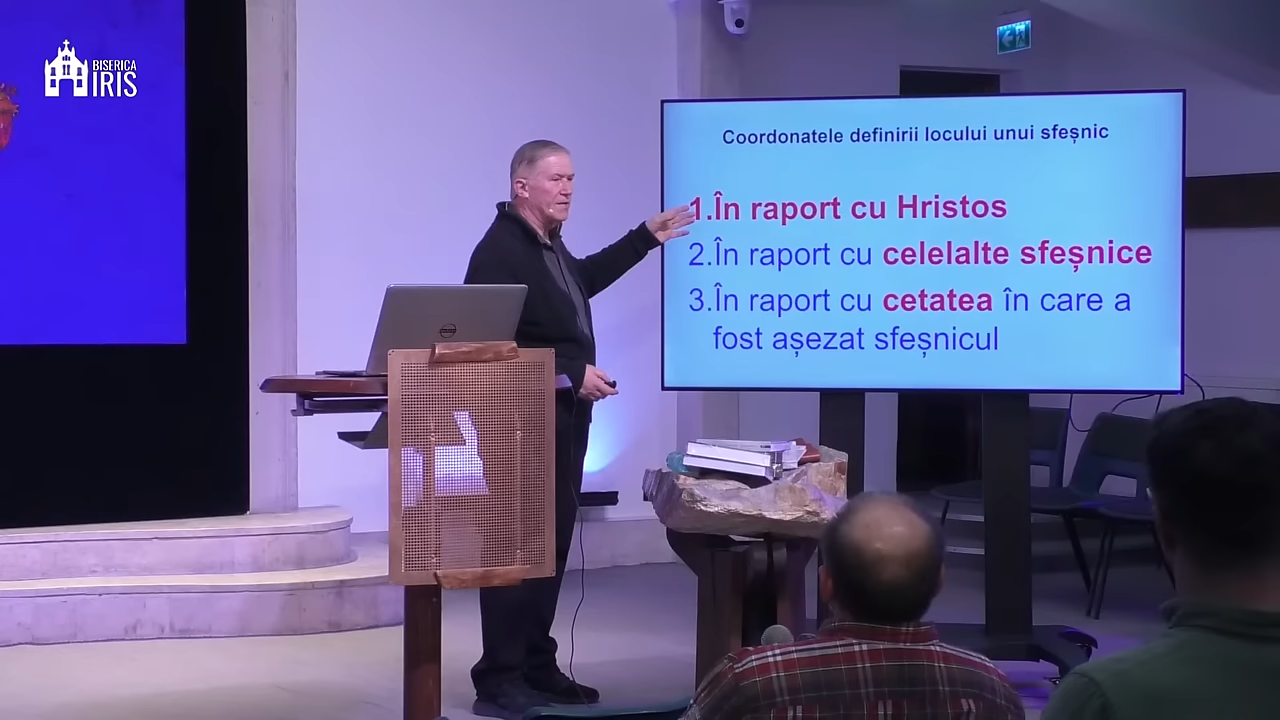 BISERICA
IRIS
Coordonatele definirii locului unui sfeșnic
1.În raport cu Hristos
2.În raport cu celelalte sfeșnice
3.În raport cu cetatea în care a
fost așezat sfeșnicul